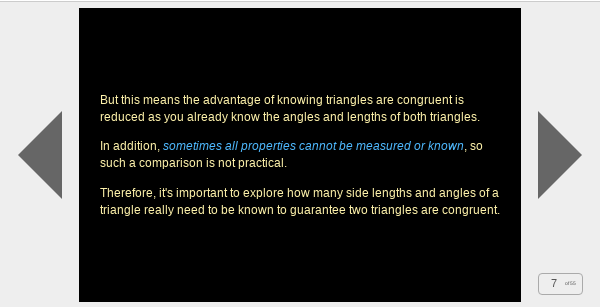 But this means the advantage of knowing triangles are congruent is
reduced as you already know the angles and lengths of both triangles.
In addition, sometimes all properties cannot be measured or known, so
such a comparison is not practical.
Therefore, it's important to explore how many side lengths and angles of a
triangle really need to be known to guarantee two triangles are congruent.
7